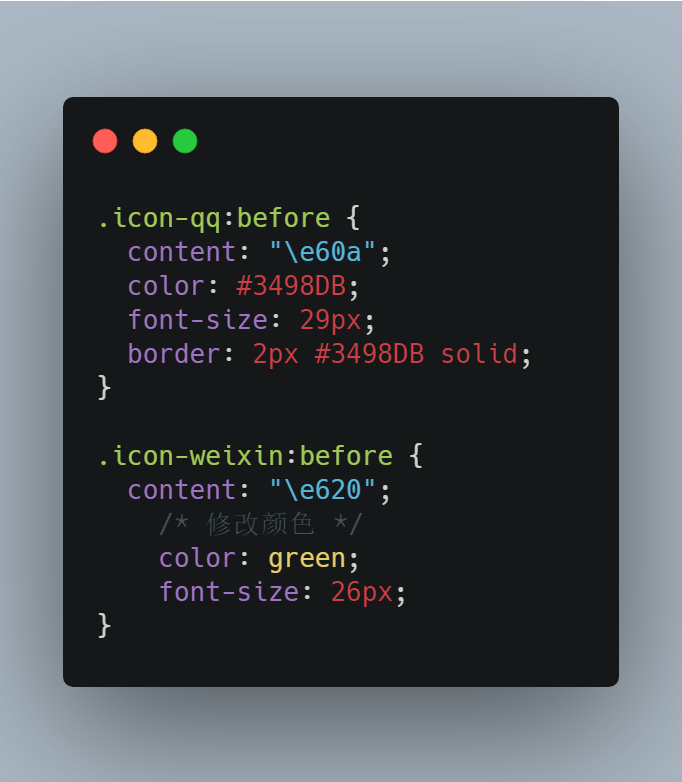 .icon-qq:before {
  content: "\e60a";
  color: #3498DB;
  font-size: 29px;
  border: 2px #3498DB solid;
}

.icon-weixin:before {
  content: "\e620";
    /* 修改颜色 */
    color: green;
    font-size: 26px;
}